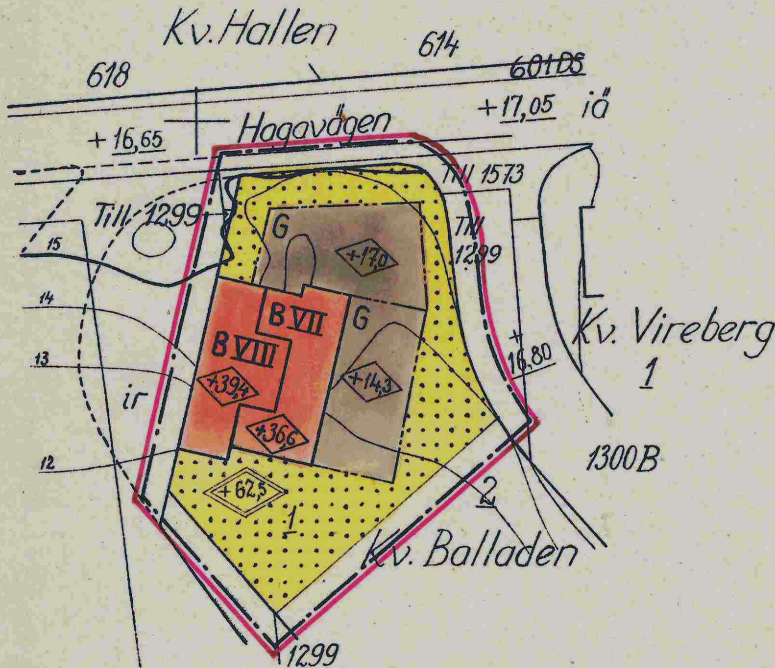 Kv. Hallen
618
614
601DS
+16,65
Hagavägen
+17,05
iä
Till 1573
Till 1299
Till
1299
15
G
+17,0
14
B VII
G
B VIII
13
+39,4
+14,3
+
16,80
Kv. Vireberg
1
ir
+36,6
12
+62,5
1300B
1
2
Kv. Balladen
1299